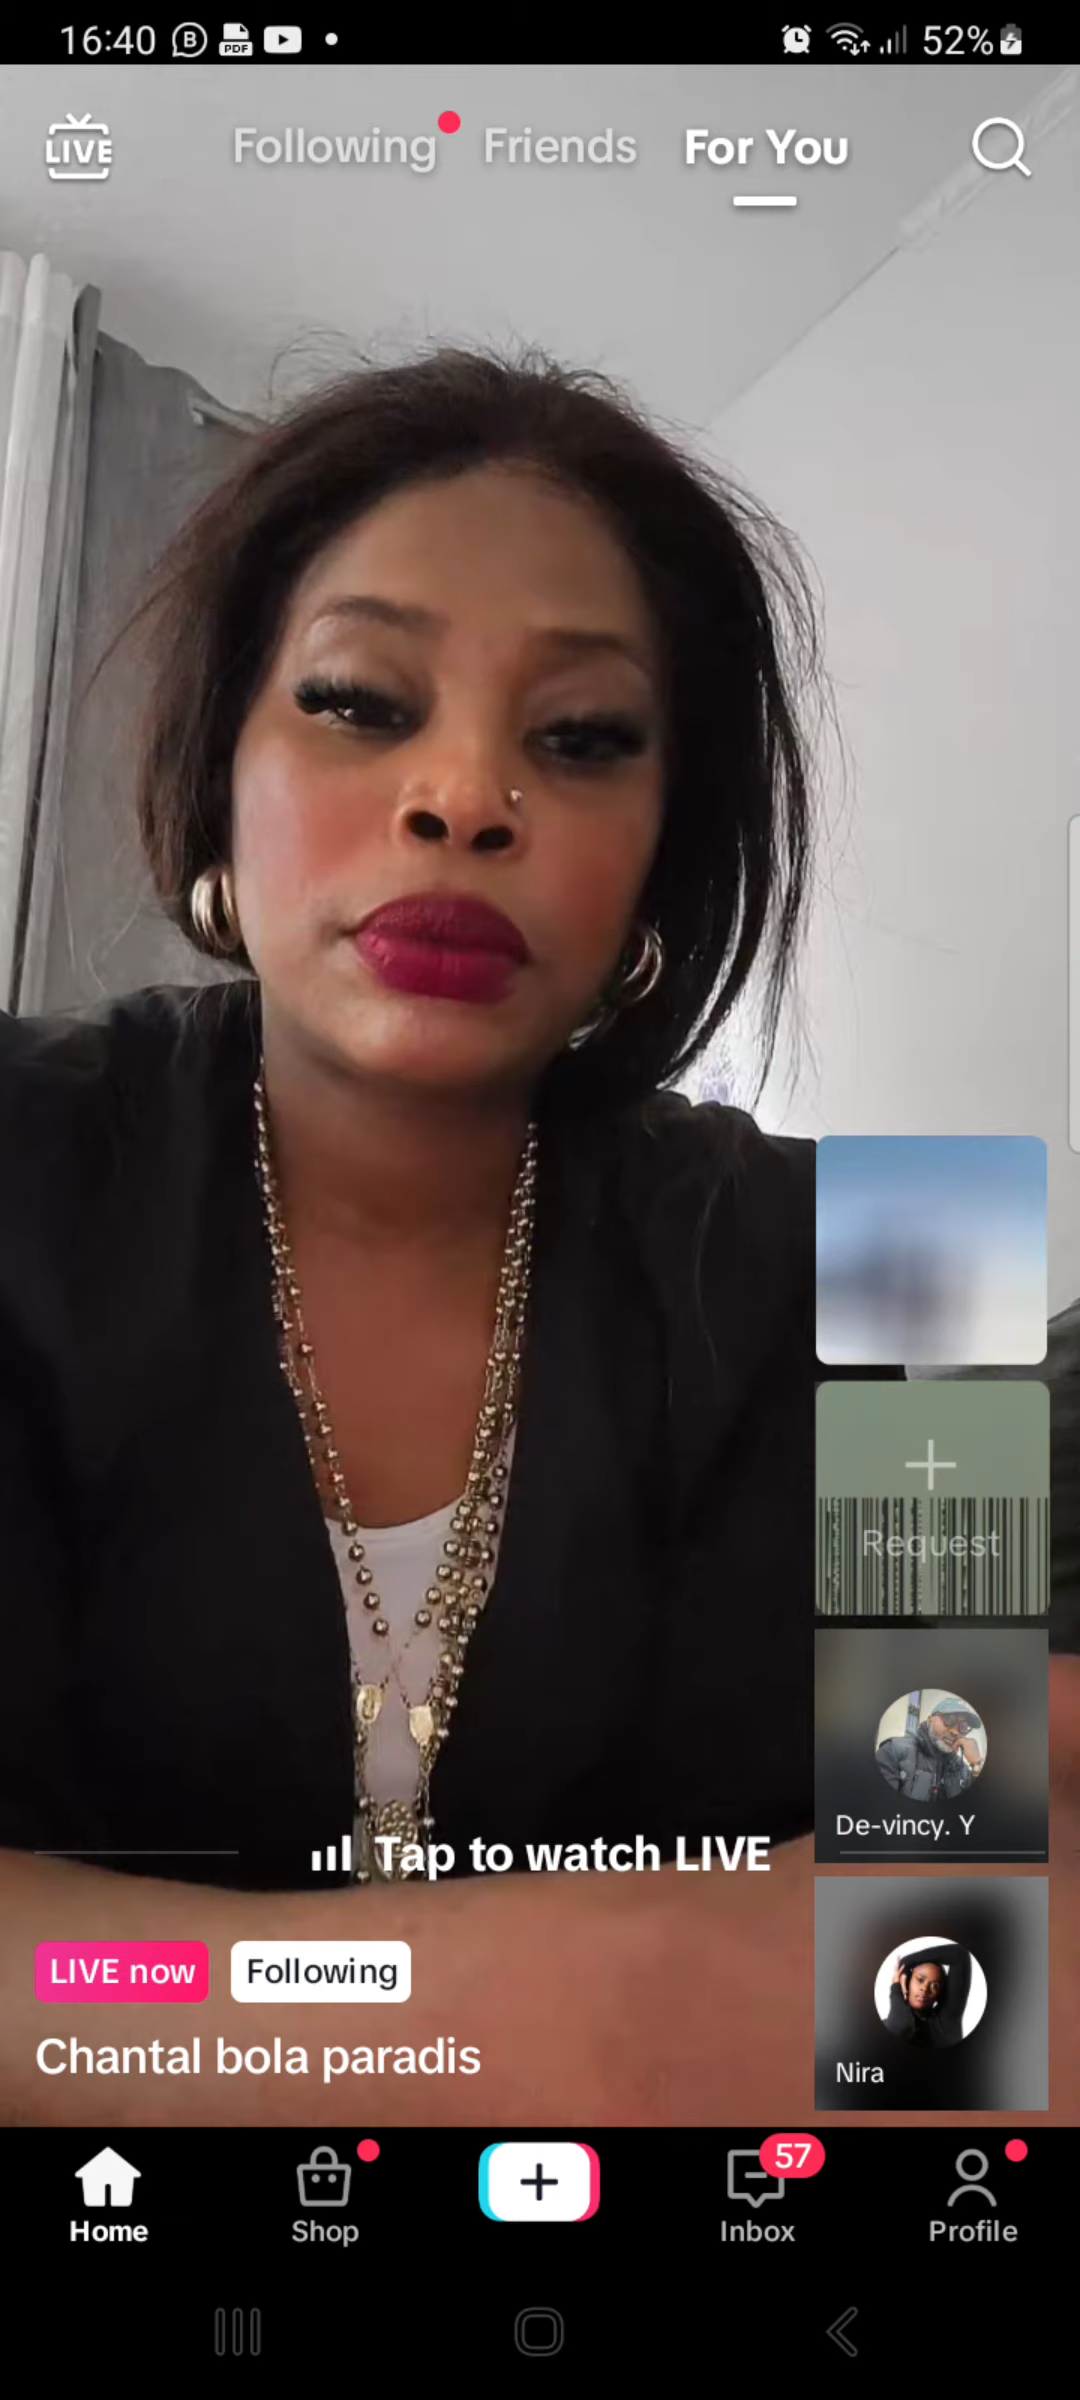 16:40
PDF
52%
LIVE
Following
Friends
For You
Request
De-vincy. Y
Tap to watch LIVE
LIVE now
Following
Chantal bola paradis
Nira
Home
Shop
57
Inbox
Profile